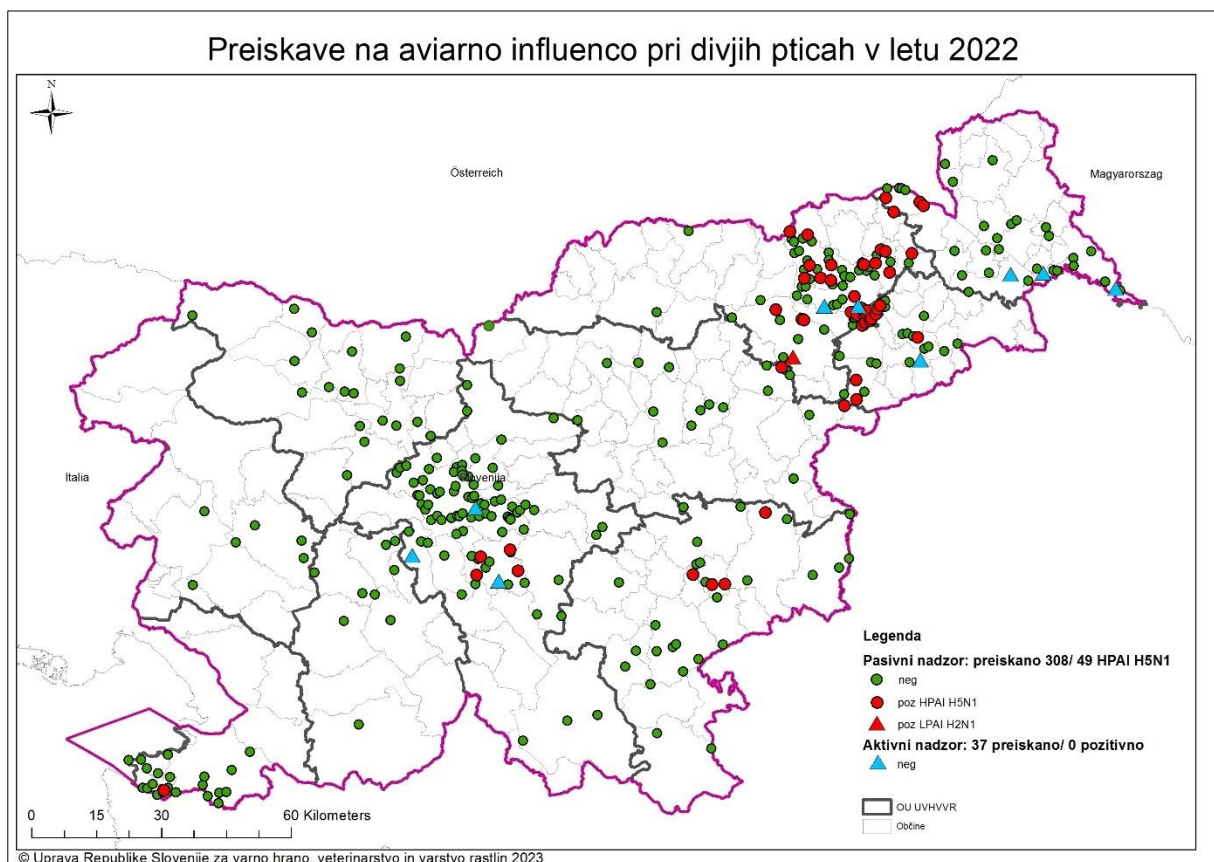 Preiskave na aviarno influenco pri divjih pticah v letu 2022
N
Österreich
Magyarország
Italia
Slovenija
Legenda
Pasivni nadzor: preiskano 308/ 49 HPAI H5N1
neg
poz HPAI H5N1
poz LPAI H2N1
Aktivni nadzor: 37 preiskano/ 0 pozitivno
neg
OU UVHVVR
Občine
0 15 30 60 Kilometers
© Uprava Republike Slovenije za varno hrano, veterinarstvo in varstvo rastlin 2023